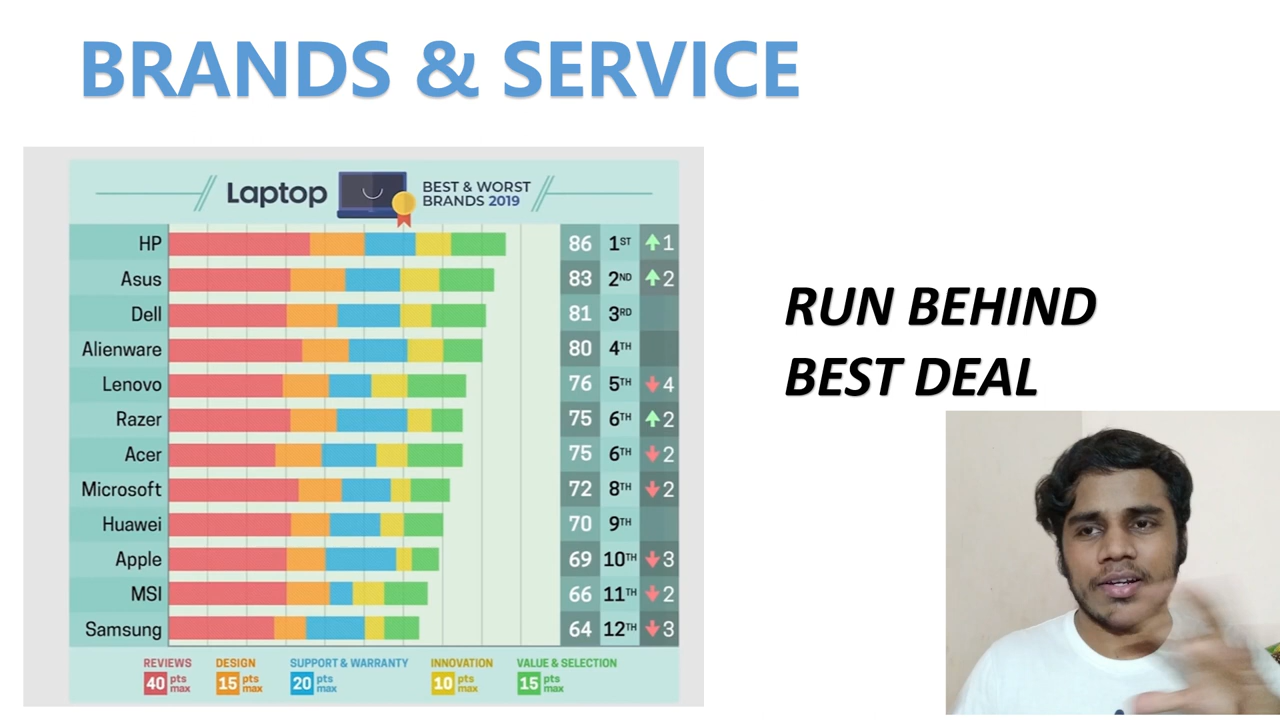 BRANDS & SERVICE
Laptop
BEST & WORST
BRANDS 2019
HP 86 1ST 1
Asus 83 2ND 2
Dell 81 3RD
Alienware 80 4TH
Lenovo 76 5TH 4
Razer 75 6TH 2
Acer 75 6TH 2
Microsoft 72 8TH 2
Huawei 70 9TH
Apple 69 10TH 3
MSI 66 11TH 2
Samsung 64 12TH 3
REVIEWS DESIGN SUPPORT & WARRANTY INNOVATION VALUE & SELECTION
40 pts max 15 pts max 20 pts max 10 pts max 15 pts max
RUN BEHIND
BEST DEAL